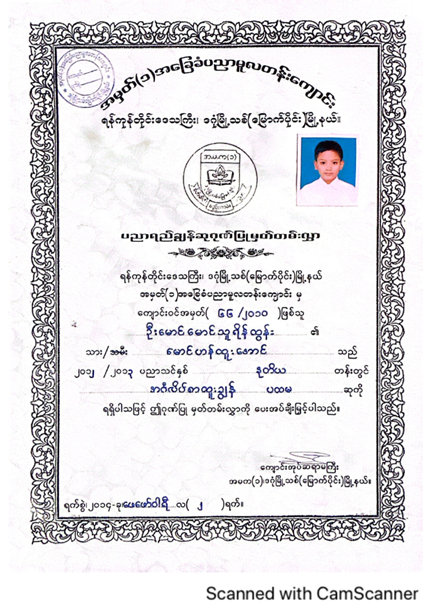 အမှတ်(၁)အခြေခံပညာမူလတန်းကျောင်း
ရန်ကုန်တိုင်းဒေသကြီး၊ ဒဂုံမြို့သစ်(မြောက်ပိုင်း)မြို့နယ်။
အ.မ.က(၁)
ပညာရည်ချွန်ဆုဂုဏ်ပြုမှတ်တမ်းလွှာ
ရန်ကုန်တိုင်းဒေသကြီး၊ ဒဂုံမြို့သစ်(မြောက်ပိုင်း)မြို့နယ်
အမှတ်(၁)အခြေခံပညာမူလတန်းကျောင်း မှ
ကျောင်းဝင်အမှတ်( ၆၆/၂၀၁၀ )ဖြစ်သူ
ဦးမောင်မောင်သူရိန်ထွန်း ၏
သား/အမီး မောင်ဟန်ထူးအောင် သည်
၂၀၁၂ / ၂၀၁၃ ပညာသင်နှစ် ဒုတိယ တန်းတွင်
အင်္ဂလိပ်စာထူးချွန် ပထမ ဆုကို
ရရှိပါသဖြင့် ဤဂုဏ်ပြု မှတ်တမ်းလွှာကို ပေးအပ်ချီးမြှင့်ပါသည်။
ကျောင်းအုပ်ဆရာမကြီး
အမက(၁)ဒဂုံမြို့သစ်(မြောက်ပိုင်း)မြို့နယ်။
ရက်စွဲ၊၂၀၁၄-ခု၊ဖေဖော်ဝါရီ လ( ၂ )ရက်။
Scanned with CamScanner